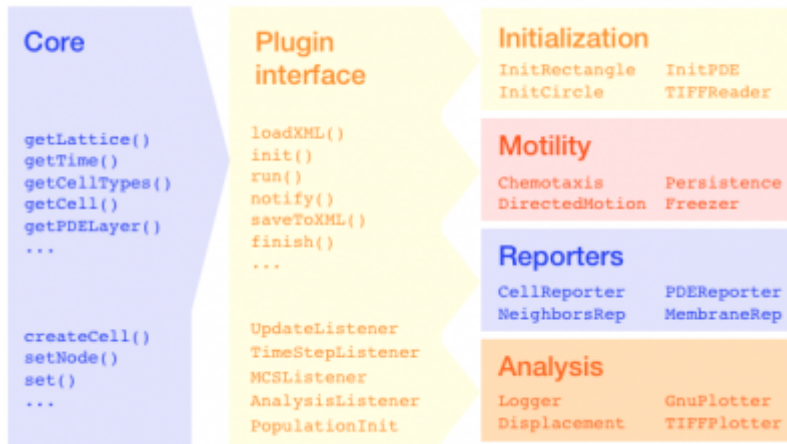 Core
getLattice()
getTime()
getCellTypes()
getCell()
getPDELayer()
...
createCell()
setNode()
set()
...
Plugin
interface
loadXML()
init()
run()
notify()
saveToXML()
finish()
...
UpdateListener
TimeStepListener
MCSListener
AnalysisListener
PopulationInit
Initialization
InitRectangle InitPDE
InitCircle TIFFReader
Motility
Chemotaxis Persistence
DirectedMotion Freezer
Reporters
CellReporter PDEReporter
NeighborsRep MembraneRep
Analysis
Logger GnuPlotter
Displacement TIFFPlotter